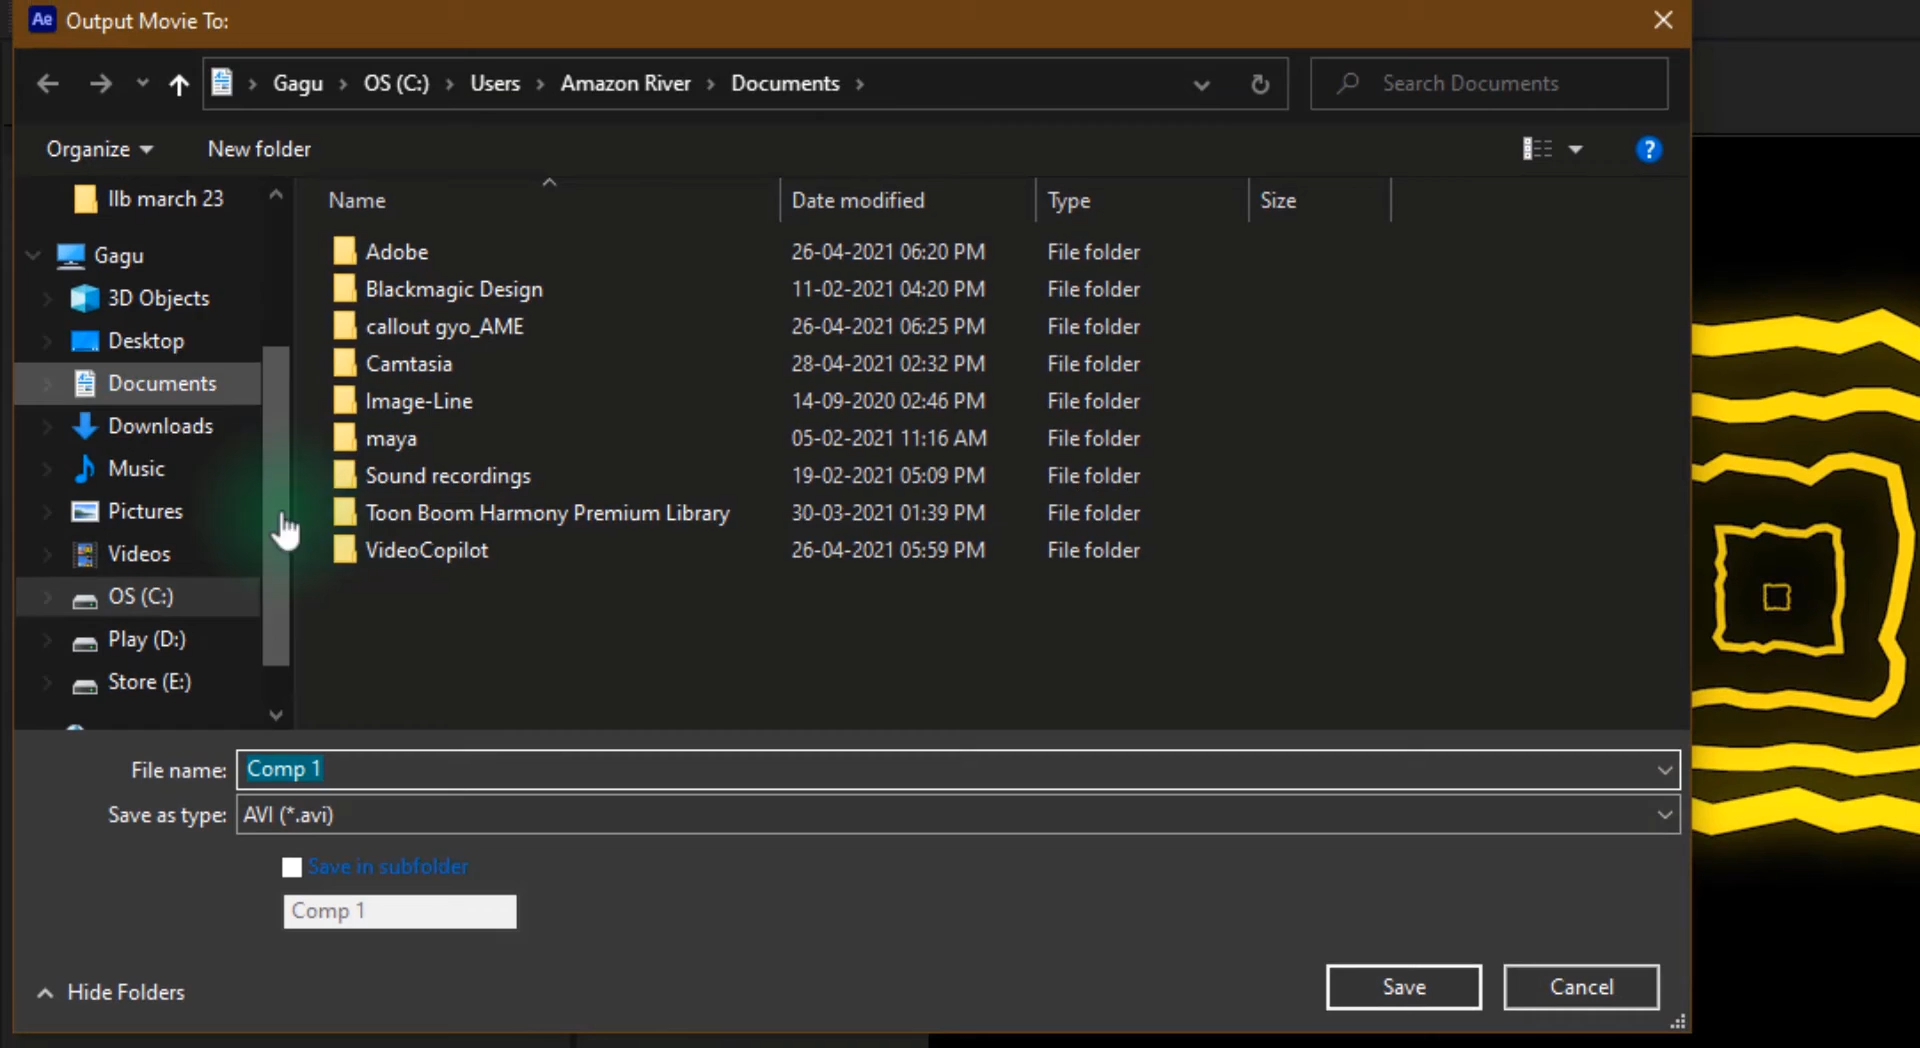 Ae Output Movie To:
Gagu > OS (C:) > Users > Amazon River > Documents >
Search Documents
Organize New folder
?
llb march 23
Gagu
3D Objects
Desktop
Documents
Downloads
Music
Pictures
Videos
OS (C:)
Play (D:)
Store (E:)
Name Date modified Type Size
Adobe 26-04-2021 06:20 PM File folder
Blackmagic Design 11-02-2021 04:20 PM File folder
callout gyo_AME 26-04-2021 06:25 PM File folder
Camtasia 28-04-2021 02:32 PM File folder
Image-Line 14-09-2020 02:46 PM File folder
maya 05-02-2021 11:16 AM File folder
Sound recordings 19-02-2021 05:09 PM File folder
Toon Boom Harmony Premium Library 30-03-2021 01:39 PM File folder
VideoCopilot 26-04-2021 05:59 PM File folder
File name: Comp 1
Save as type: AVI (*.avi)
Save in subfolder
Comp 1
Hide Folders
Save Cancel